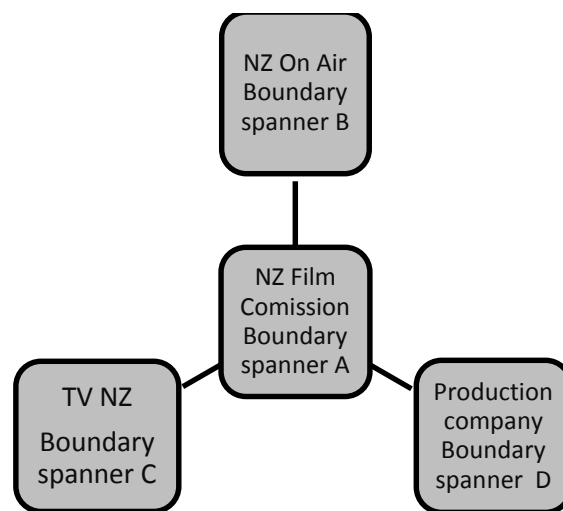 NZ On Air
Boundary
spanner B
NZ Film
Comission
Boundary
spanner A
TV NZ
Boundary
spanner C
Production
company
Boundary
spanner D